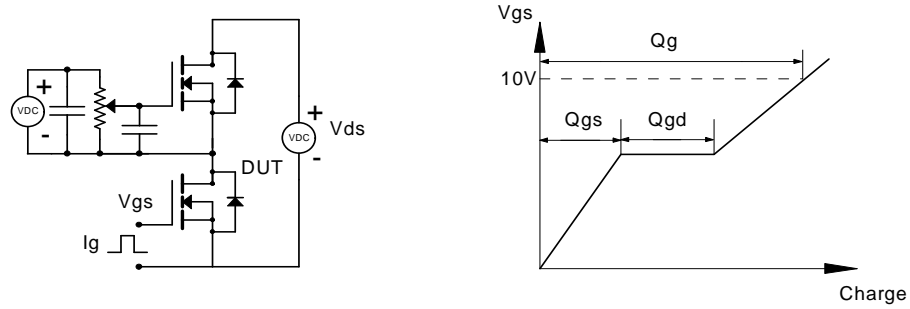 +
VDC
-
+
VDC
-
Vds
DUT
Vgs
Ig
Vgs
Qg
10V
Qgs
Qgd
Charge